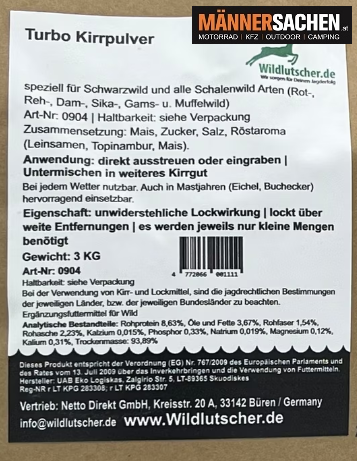 MÄNNERSACHEN.at
MOTORRAD | KFZ | OUTDOOR | CAMPING
Turbo Kirrpulver
Wildlutscher.de
Wir sorgen für Deinen Jagderfolg
speziell für Schwarzwild und alle Schalenwild Arten (Rot-,
Reh-, Dam-, Sika-, Gams- u. Muffelwild)
Art-Nr: 0904 | Haltbarkeit: siehe Verpackung
Zusammensetzung: Mais, Zucker, Salz, Röstaroma
(Leinsamen, Topinambur, Mais).
Anwendung: direkt ausstreuen oder eingraben |
Untermischen in weiteres Kirrgut
Bei jedem Wetter nutzbar. Auch in Mastjahren (Eichel, Buchecker)
hervorragend einsetzbar.
Eigenschaft: unwiderstehliche Lockwirkung | lockt über
weite Entfernungen | es werden jeweils nur kleine Mengen
benötigt
Gewicht: 3 KG
Art-Nr: 0904
4 772066 001111
Haltbarkeit: siehe Verpackung
Bei der Verwendung von Kirr- und Lockmittel, sind die jagdrechtlichen Bestimmungen
der jeweiligen Länder, bzw. der jeweiligen Bundesländer zu beachten.
Ergänzungsfuttermittel für Wild
Analytische Bestandteile: Rohprotein 8,63%, Öle und Fette 3,67%, Rohfaser 1,54%,
Rohasche 2,23%, Kalzium 0,015%, Phosphor 0,33%, Natrium 0,019%, Magnesium 0,12%,
Kalium 0,31%, Trockenmasse: 93,89%
Dieses Produkt entspricht der Verordnung (EG) Nr. 767/2009 des Europäischen Parlaments und
des Rates vom 13. Juli 2009 über das Inverkehrbringen und die Verwendung von Futtermitteln.
Hersteller: UAB Eko Logiskas, Zalgirio Str. 5, LT-89365 Skuodiskes
Reg-NR r LT KPG 283308; r LT KPG 283307
Vertrieb: Netto Direkt GmbH, Kreisstr. 20 A, 33142 Büren / Germany
info@wildlutscher.de www.Wildlutscher.de